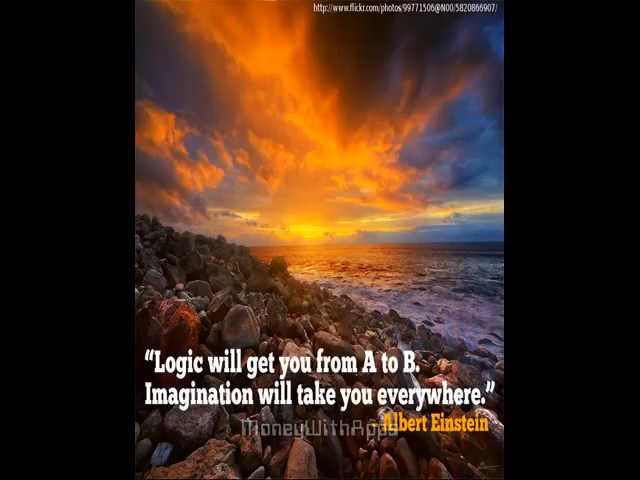 http://www.flickr.com/photos/99771506@N00/5820866907/
“Logic will get you from A to B.
Imagination will take you everywhere.”
- Albert Einstein
MoneyWithApps